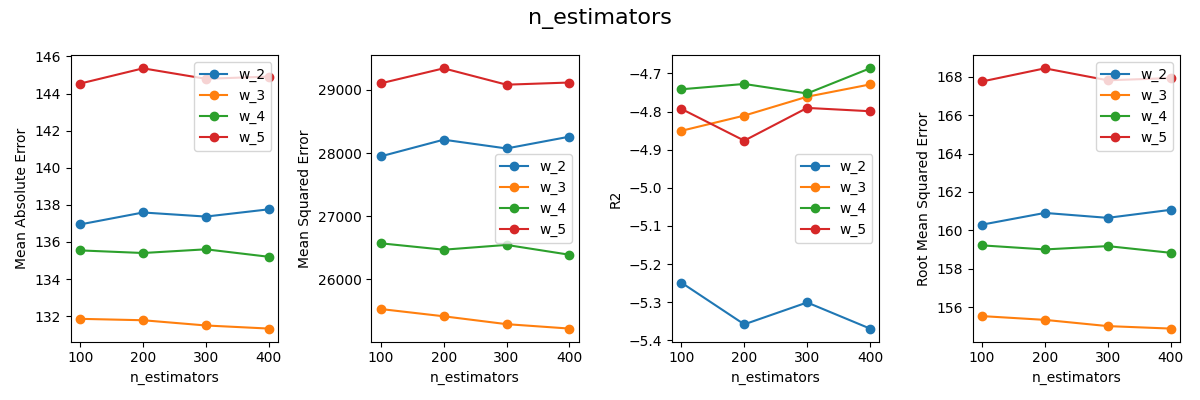 n_estimators
Mean Absolute Error
146
144
142
140
138
136
134
132
100 200 300 400
n_estimators
w_2
w_3
w_4
w_5
Mean Squared Error
29000
28000
27000
26000
100 200 300 400
n_estimators
w_2
w_3
w_4
w_5
R2
−4.7
−4.8
−4.9
−5.0
−5.1
−5.2
−5.3
−5.4
100 200 300 400
n_estimators
w_2
w_3
w_4
w_5
Root Mean Squared Error
168
166
164
162
160
158
156
100 200 300 400
n_estimators
w_2
w_3
w_4
w_5